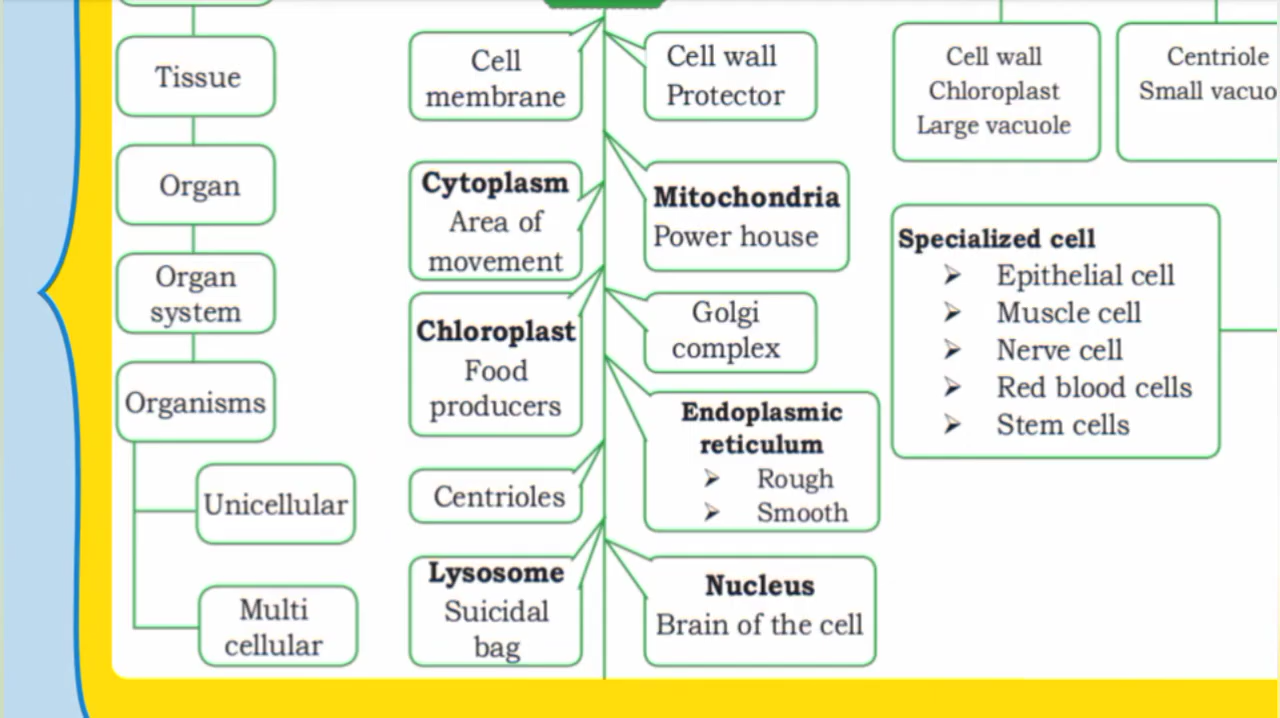 Tissue
Organ
Organ
system
Organisms
Unicellular
Multi
cellular
Cell
membrane
Cell wall
Protector
Cytoplasm
Area of
movement
Mitochondria
Power house
Chloroplast
Food
producers
Golgi
complex
Endoplasmic
reticulum
➢ Rough
➢ Smooth
Centrioles
Lysosome
Suicidal
bag
Nucleus
Brain of the cell
Cell wall
Chloroplast
Large vacuole
Centriole
Small vacuo
Specialized cell
➢ Epithelial cell
➢ Muscle cell
➢ Nerve cell
➢ Red blood cells
➢ Stem cells